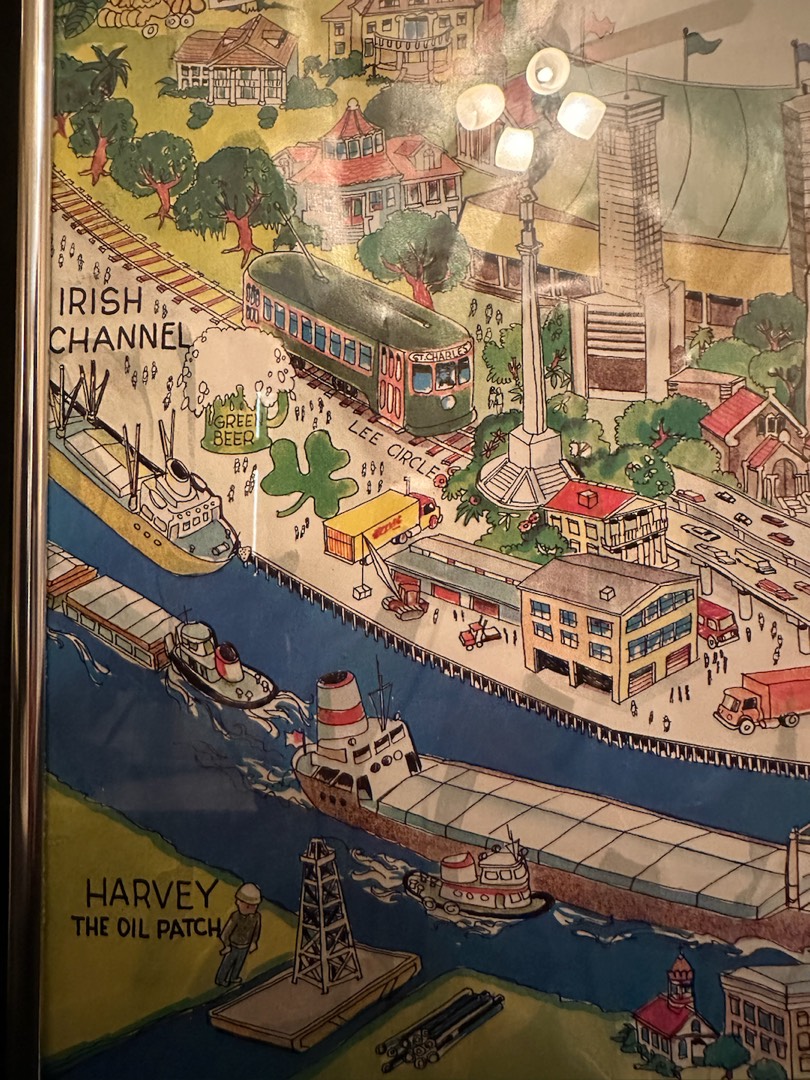 IRISH
CHANNEL
ST. CHARLES
GREEN
BEER
LEE CIRCLE
HARVEY
THE OIL PATCH